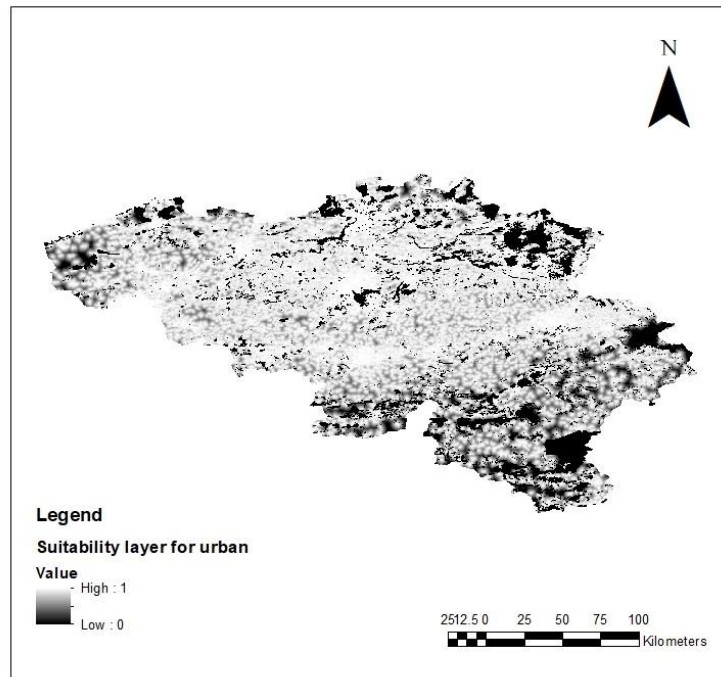 N
Legend
Suitability layer for urban
Value
High : 1
Low : 0
2512.5 0 25 50 75 100
Kilometers